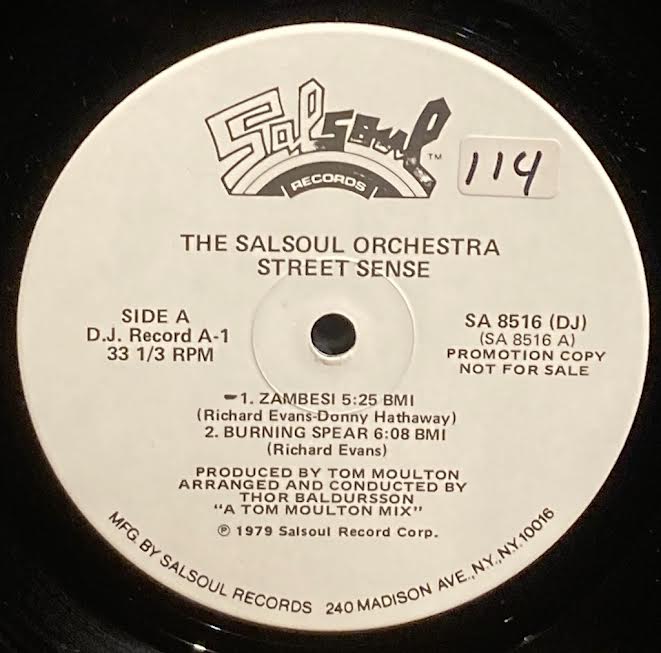 Salsoul ™
RECORDS
114
THE SALSOUL ORCHESTRA
STREET SENSE
SIDE A
D.J. Record A-1
33 1/3 RPM
SA 8516 (DJ)
(SA 8516 A)
PROMOTION COPY
NOT FOR SALE
1. ZAMBESI 5:25 BMI
(Richard Evans-Donny Hathaway)
2. BURNING SPEAR 6:08 BMI
(Richard Evans)
PRODUCED BY TOM MOULTON
ARRANGED AND CONDUCTED BY
THOR BALDURSSON
"A TOM MOULTON MIX"
℗ 1979 Salsoul Record Corp.
MFG. BY SALSOUL RECORDS 240 MADISON AVE., N.Y., N.Y. 10016